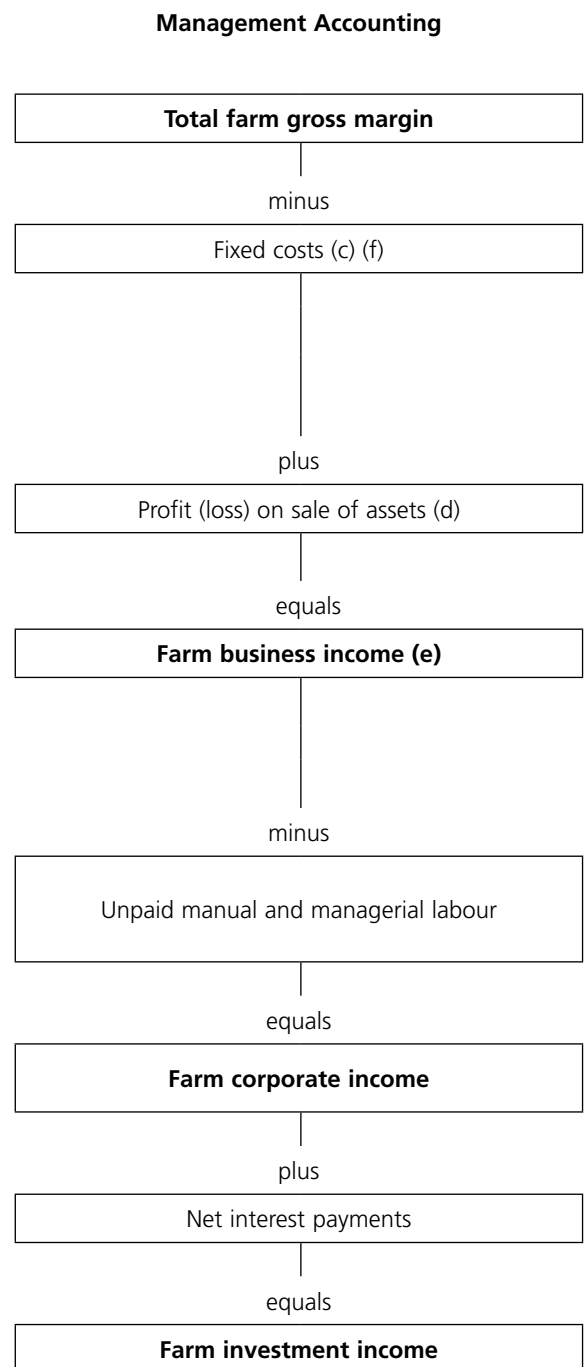 Management Accounting
Total farm gross margin
minus
Fixed costs (c) (f)
plus
Profit (loss) on sale of assets (d)
equals
Farm business income (e)
minus
Unpaid manual and managerial labour
equals
Farm corporate income
plus
Net interest payments
equals
Farm investment income